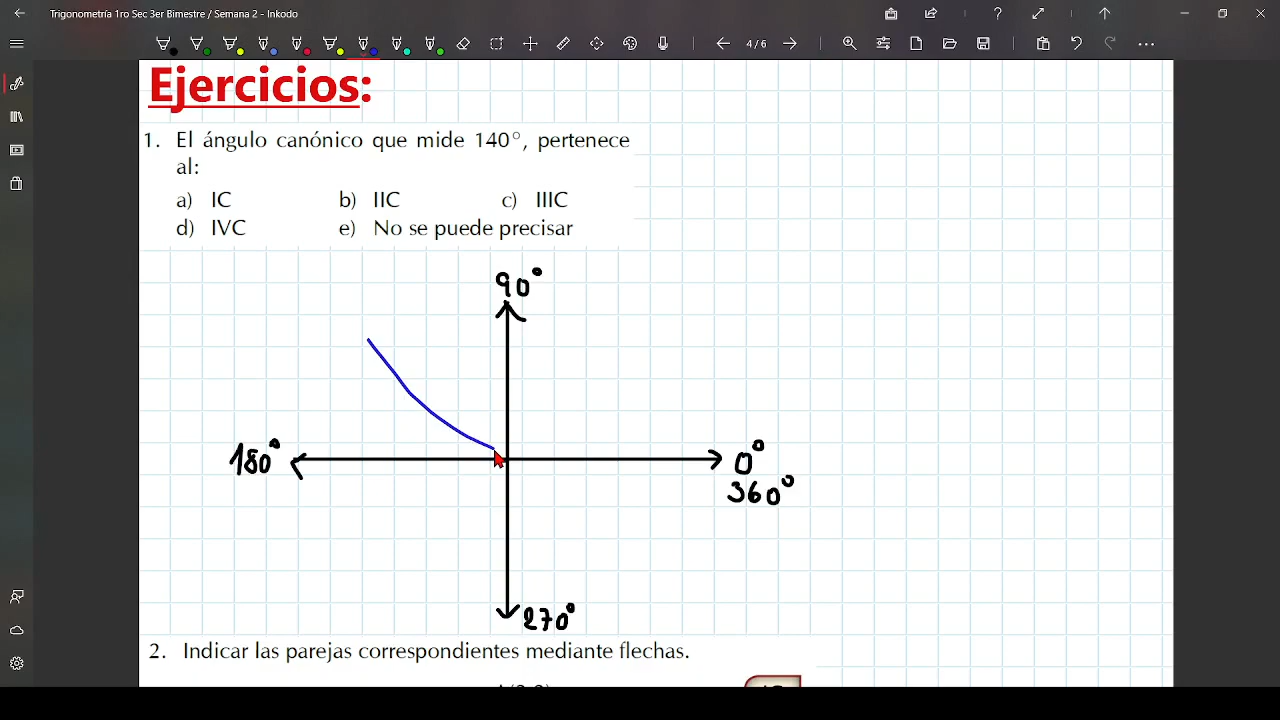 Trigonometría 1ro Sec 3er Bimestre / Semana 2 - Inkodo
4/6
Ejercicios:
1. El ángulo canónico que mide 140°, pertenece
al:
a) IC b) IIC c) IIIC
d) IVC e) No se puede precisar
90°
180°
0°
360°
270°
2. Indicar las parejas correspondientes mediante flechas.